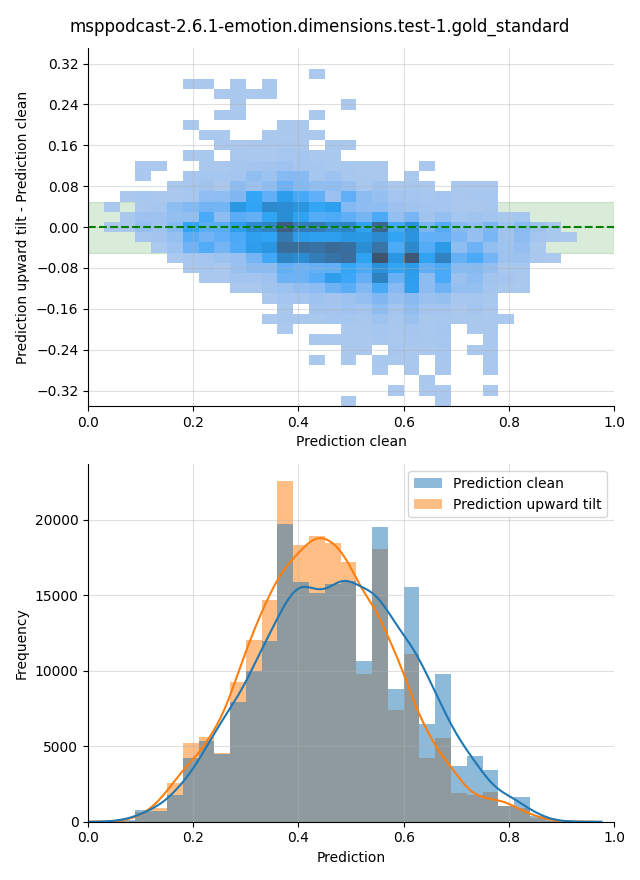 msppodcast-2.6.1-emotion.dimensions.test-1.gold_standard
Prediction upward tilt - Prediction clean
0.32
0.24
0.16
0.08
0.00
−0.08
−0.16
−0.24
−0.32
0.0 0.2 0.4 0.6 0.8 1.0
Prediction clean
Prediction clean
Prediction upward tilt
Frequency
20000
15000
10000
5000
0
0.0 0.2 0.4 0.6 0.8 1.0
Prediction